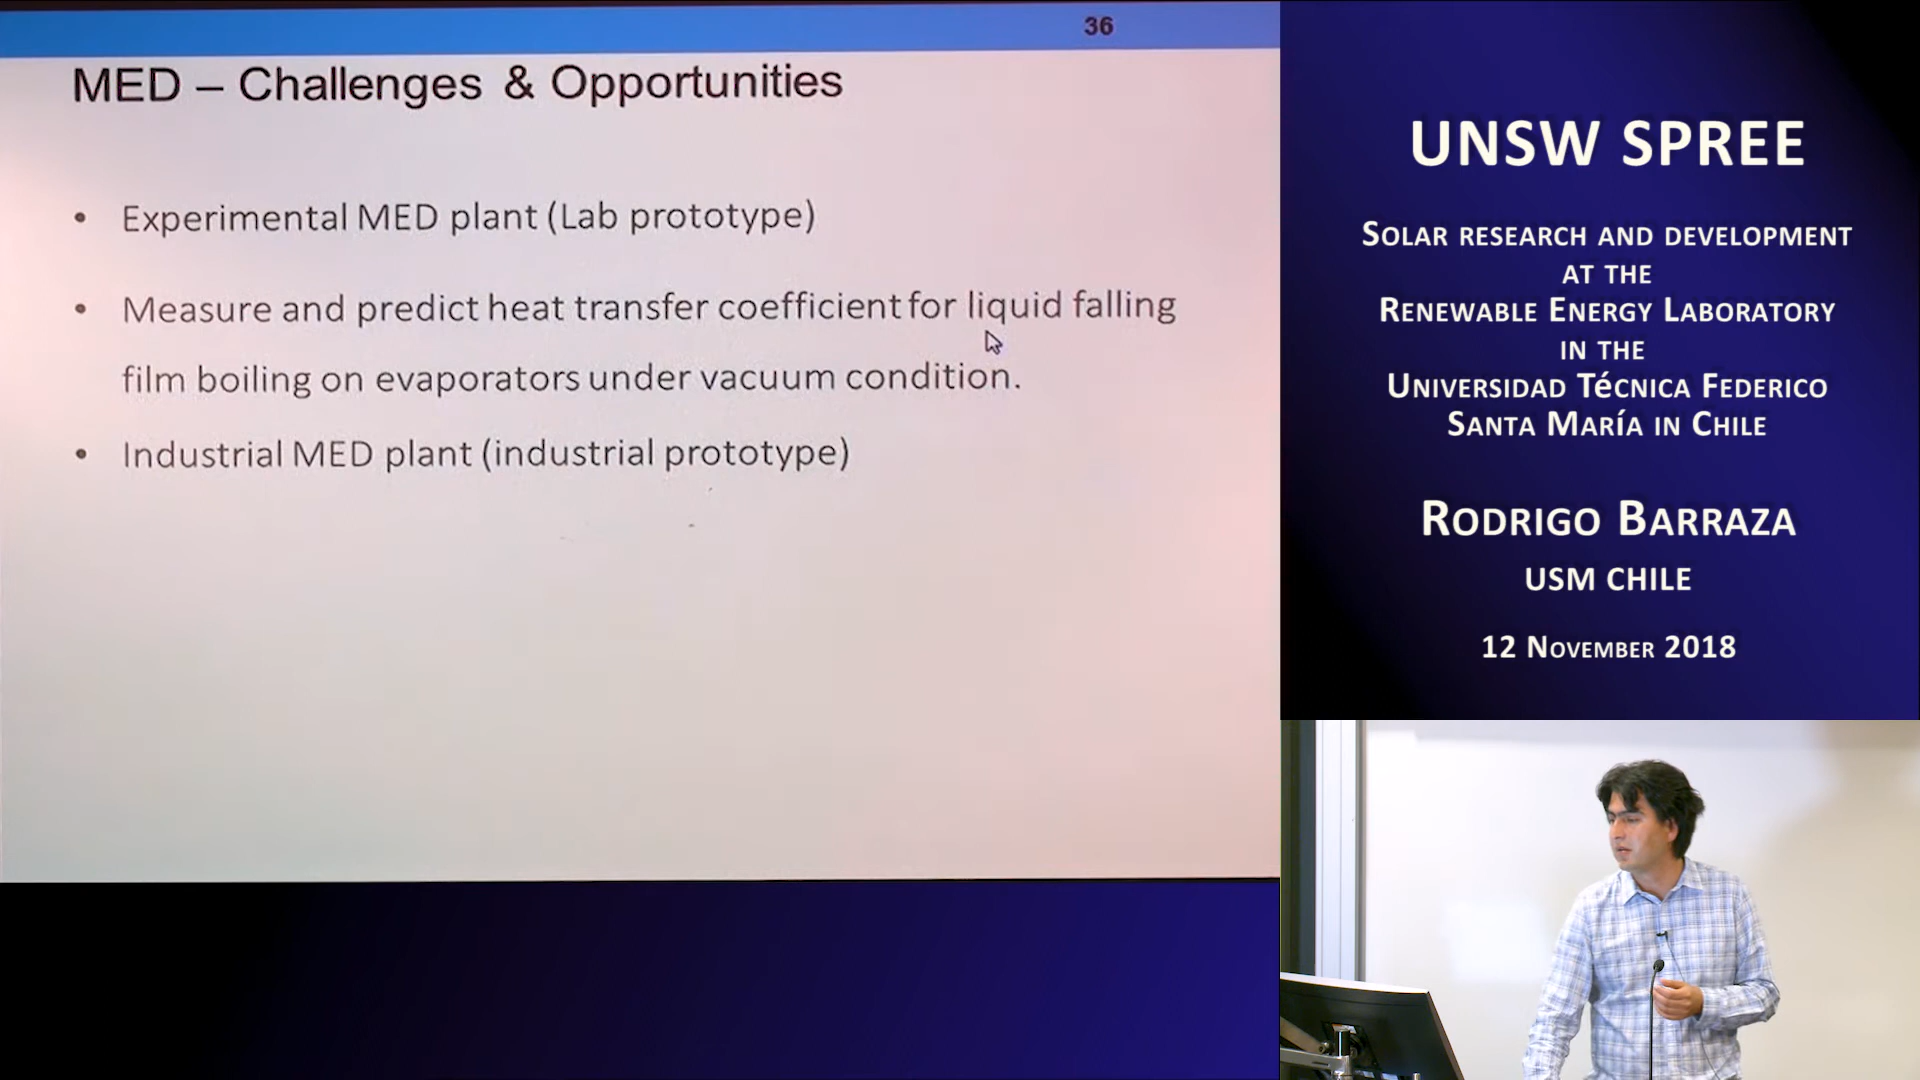 36
MED – Challenges & Opportunities
• Experimental MED plant (Lab prototype)
• Measure and predict heat transfer coefficient for liquid falling
film boiling on evaporators under vacuum condition.
• Industrial MED plant (industrial prototype)
UNSW SPREE
SOLAR RESEARCH AND DEVELOPMENT
AT THE
RENEWABLE ENERGY LABORATORY
IN THE
UNIVERSIDAD TéCNICA FEDERICO
SANTA MARíA IN CHILE
RODRIGO BARRAZA
USM CHILE
12 NOVEMBER 2018